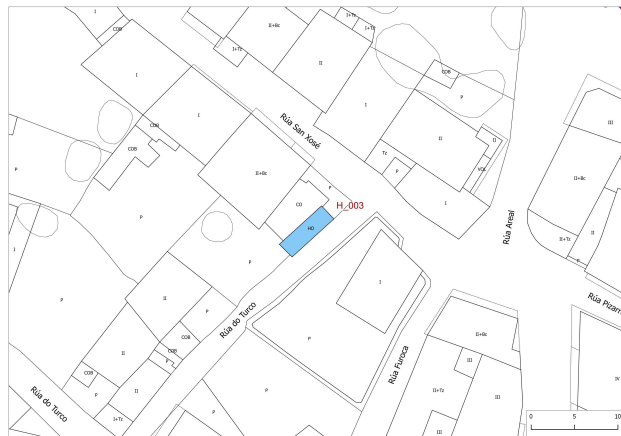 COB
I
II+Bc
I+Tz
II
I+Tz
I+Tz
COB
P
III
I
I
I
COB
COB
P
Rúa San Xosé
II
II
VOL
Tz
P
II+Bc
II+Bc
CO
P
H_003
HO
I
Rúa Areal
II
II+Tz
P
P
I
P
P
P
I
II
P
Rúa do Turco
P
COB
COB
P
II
COB
P
II
I+Tz
P
P
Rúa do Turco
Rúa Furoca
II+Bc
III
II+Tz
III
III
Rúa Pizarr
IV
0 5 10